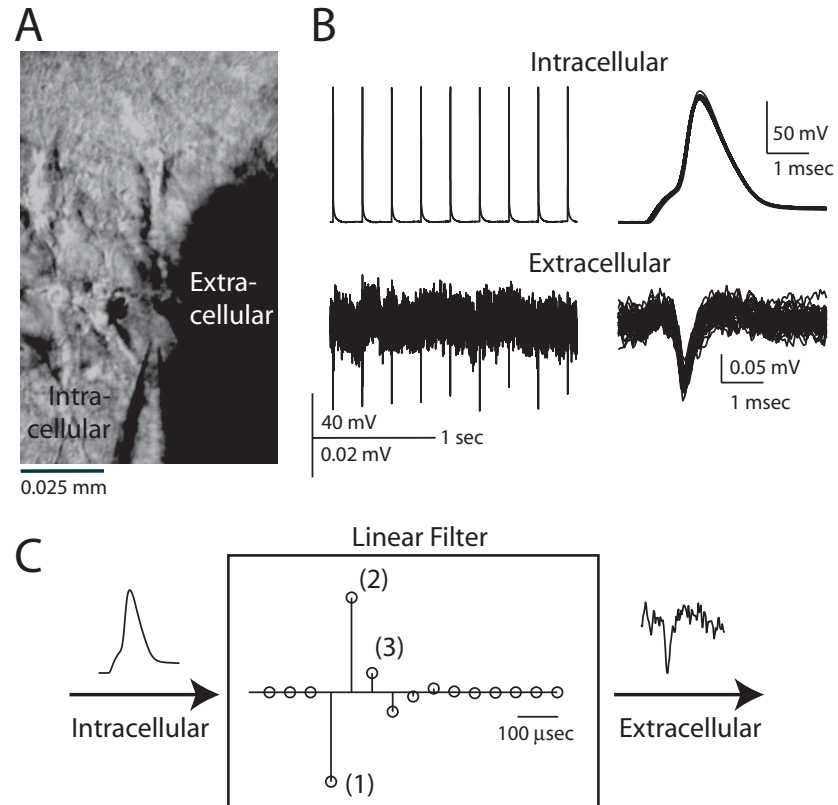 A
Extra-
cellular
Intra-
cellular
0.025 mm
B
Intracellular
50 mV
1 msec
Extracellular
40 mV
0.02 mV
1 sec
0.05 mV
1 msec
C
Linear Filter
Intracellular
(2)
(3)
(1)
100 μsec
Extracellular